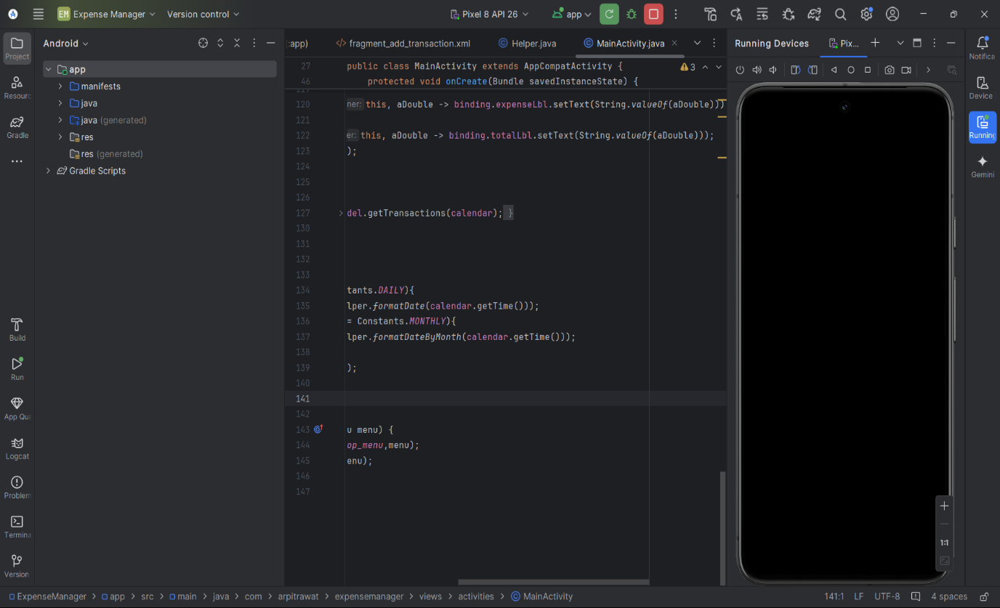 EM Expense Manager Version control Pixel 8 API 26 app
Project
Resourc
Gradle
Build
Run
App Qua
Logcat
Problem
Termina
Version
Android
app
manifests
java
java (generated)
res
res (generated)
Gradle Scripts
:app) fragment_add_transaction.xml Helper.java MainActivity.java
27 public class MainActivity extends AppCompatActivity { 3
46 protected void onCreate(Bundle savedInstanceState) {
120 ner: this, aDouble -> binding.expenseLbl.setText(String.valueOf(aDouble)))
121
122 er: this, aDouble -> binding.totalLbl.setText(String.valueOf(aDouble)));
123 );
124
125
126
127 del.getTransactions(calendar); }
130
131
132
133
134 tants.DAILY){
135 lper.formatDate(calendar.getTime()));
136 = Constants.MONTHLY){
137 lper.formatDateByMonth(calendar.getTime()));
138
139 );
140
141
142
143 u menu) {
144 op_menu,menu);
145 enu);
146
147
Running Devices Pix...
1:1
Notifica
Device
Running
Gemini
ExpenseManager > app > src > main > java > com > arpitrawat > expensemanager > views > activities > MainActivity 141:1 LF UTF-8 4 spaces